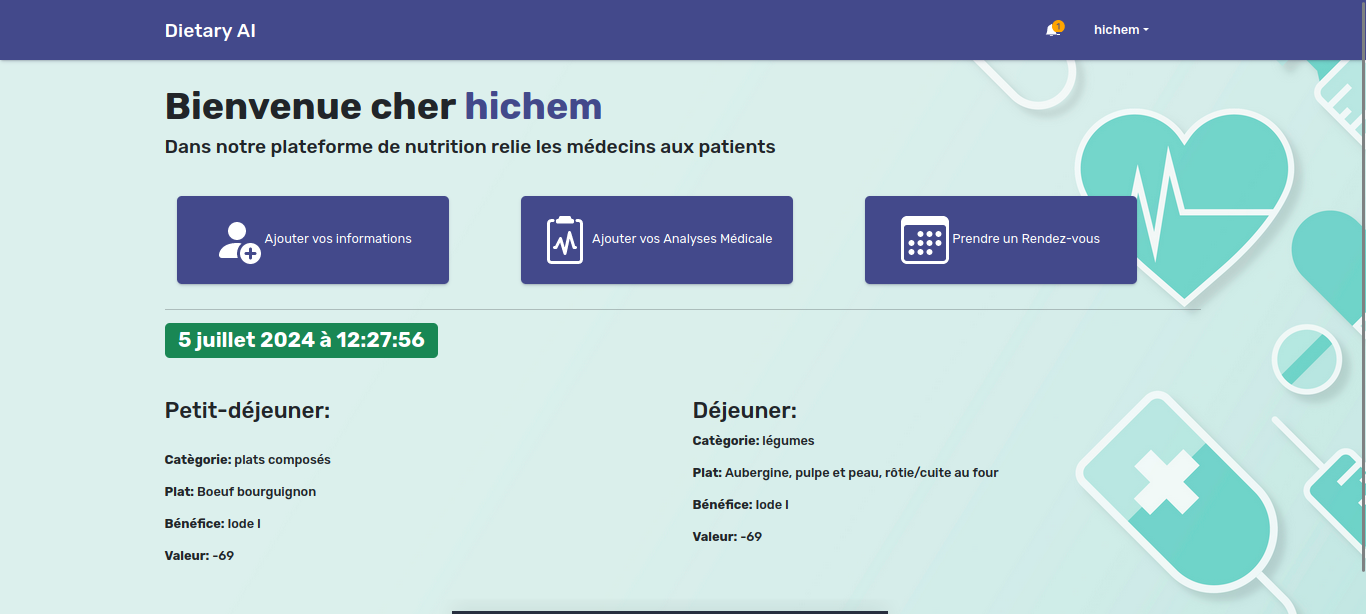 Dietary AI
1
hichem
Bienvenue cher hichem
Dans notre plateforme de nutrition relie les médecins aux patients
Ajouter vos informations
Ajouter vos Analyses Médicale
Prendre un Rendez-vous
5 juillet 2024 à 12:27:56
Petit-déjeuner:
Catègorie: plats composés
Plat: Boeuf bourguignon
Bénéfice: Iode I
Valeur: -69
Déjeuner:
Catègorie: légumes
Plat: Aubergine, pulpe et peau, rôtie/cuite au four
Bénéfice: Iode I
Valeur: -69